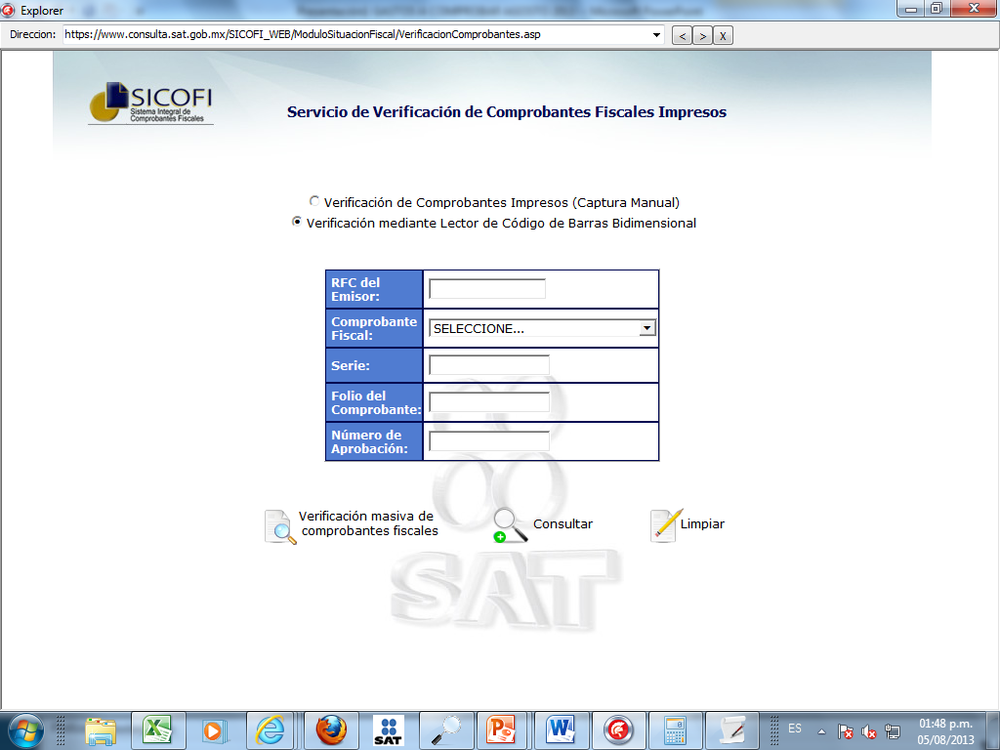 Explorer
Direccion: https://www.consulta.sat.gob.mx/SICOFI_WEB/ModuloSituacionFiscal/VerificacionComprobantes.asp
< > X
SICOFI
Sistema Integral de
Comprobantes Fiscales
Servicio de Verificación de Comprobantes Fiscales Impresos
Verificación de Comprobantes Impresos (Captura Manual)
Verificación mediante Lector de Código de Barras Bidimensional
RFC del
Emisor:
Comprobante
Fiscal:
SELECCIONE...
Serie:
Folio del
Comprobante:
Número de
Aprobación:
Verificación masiva de
comprobantes fiscales
Consultar
Limpiar
SAT
SAT
ES
01:48 p.m.
05/08/2013